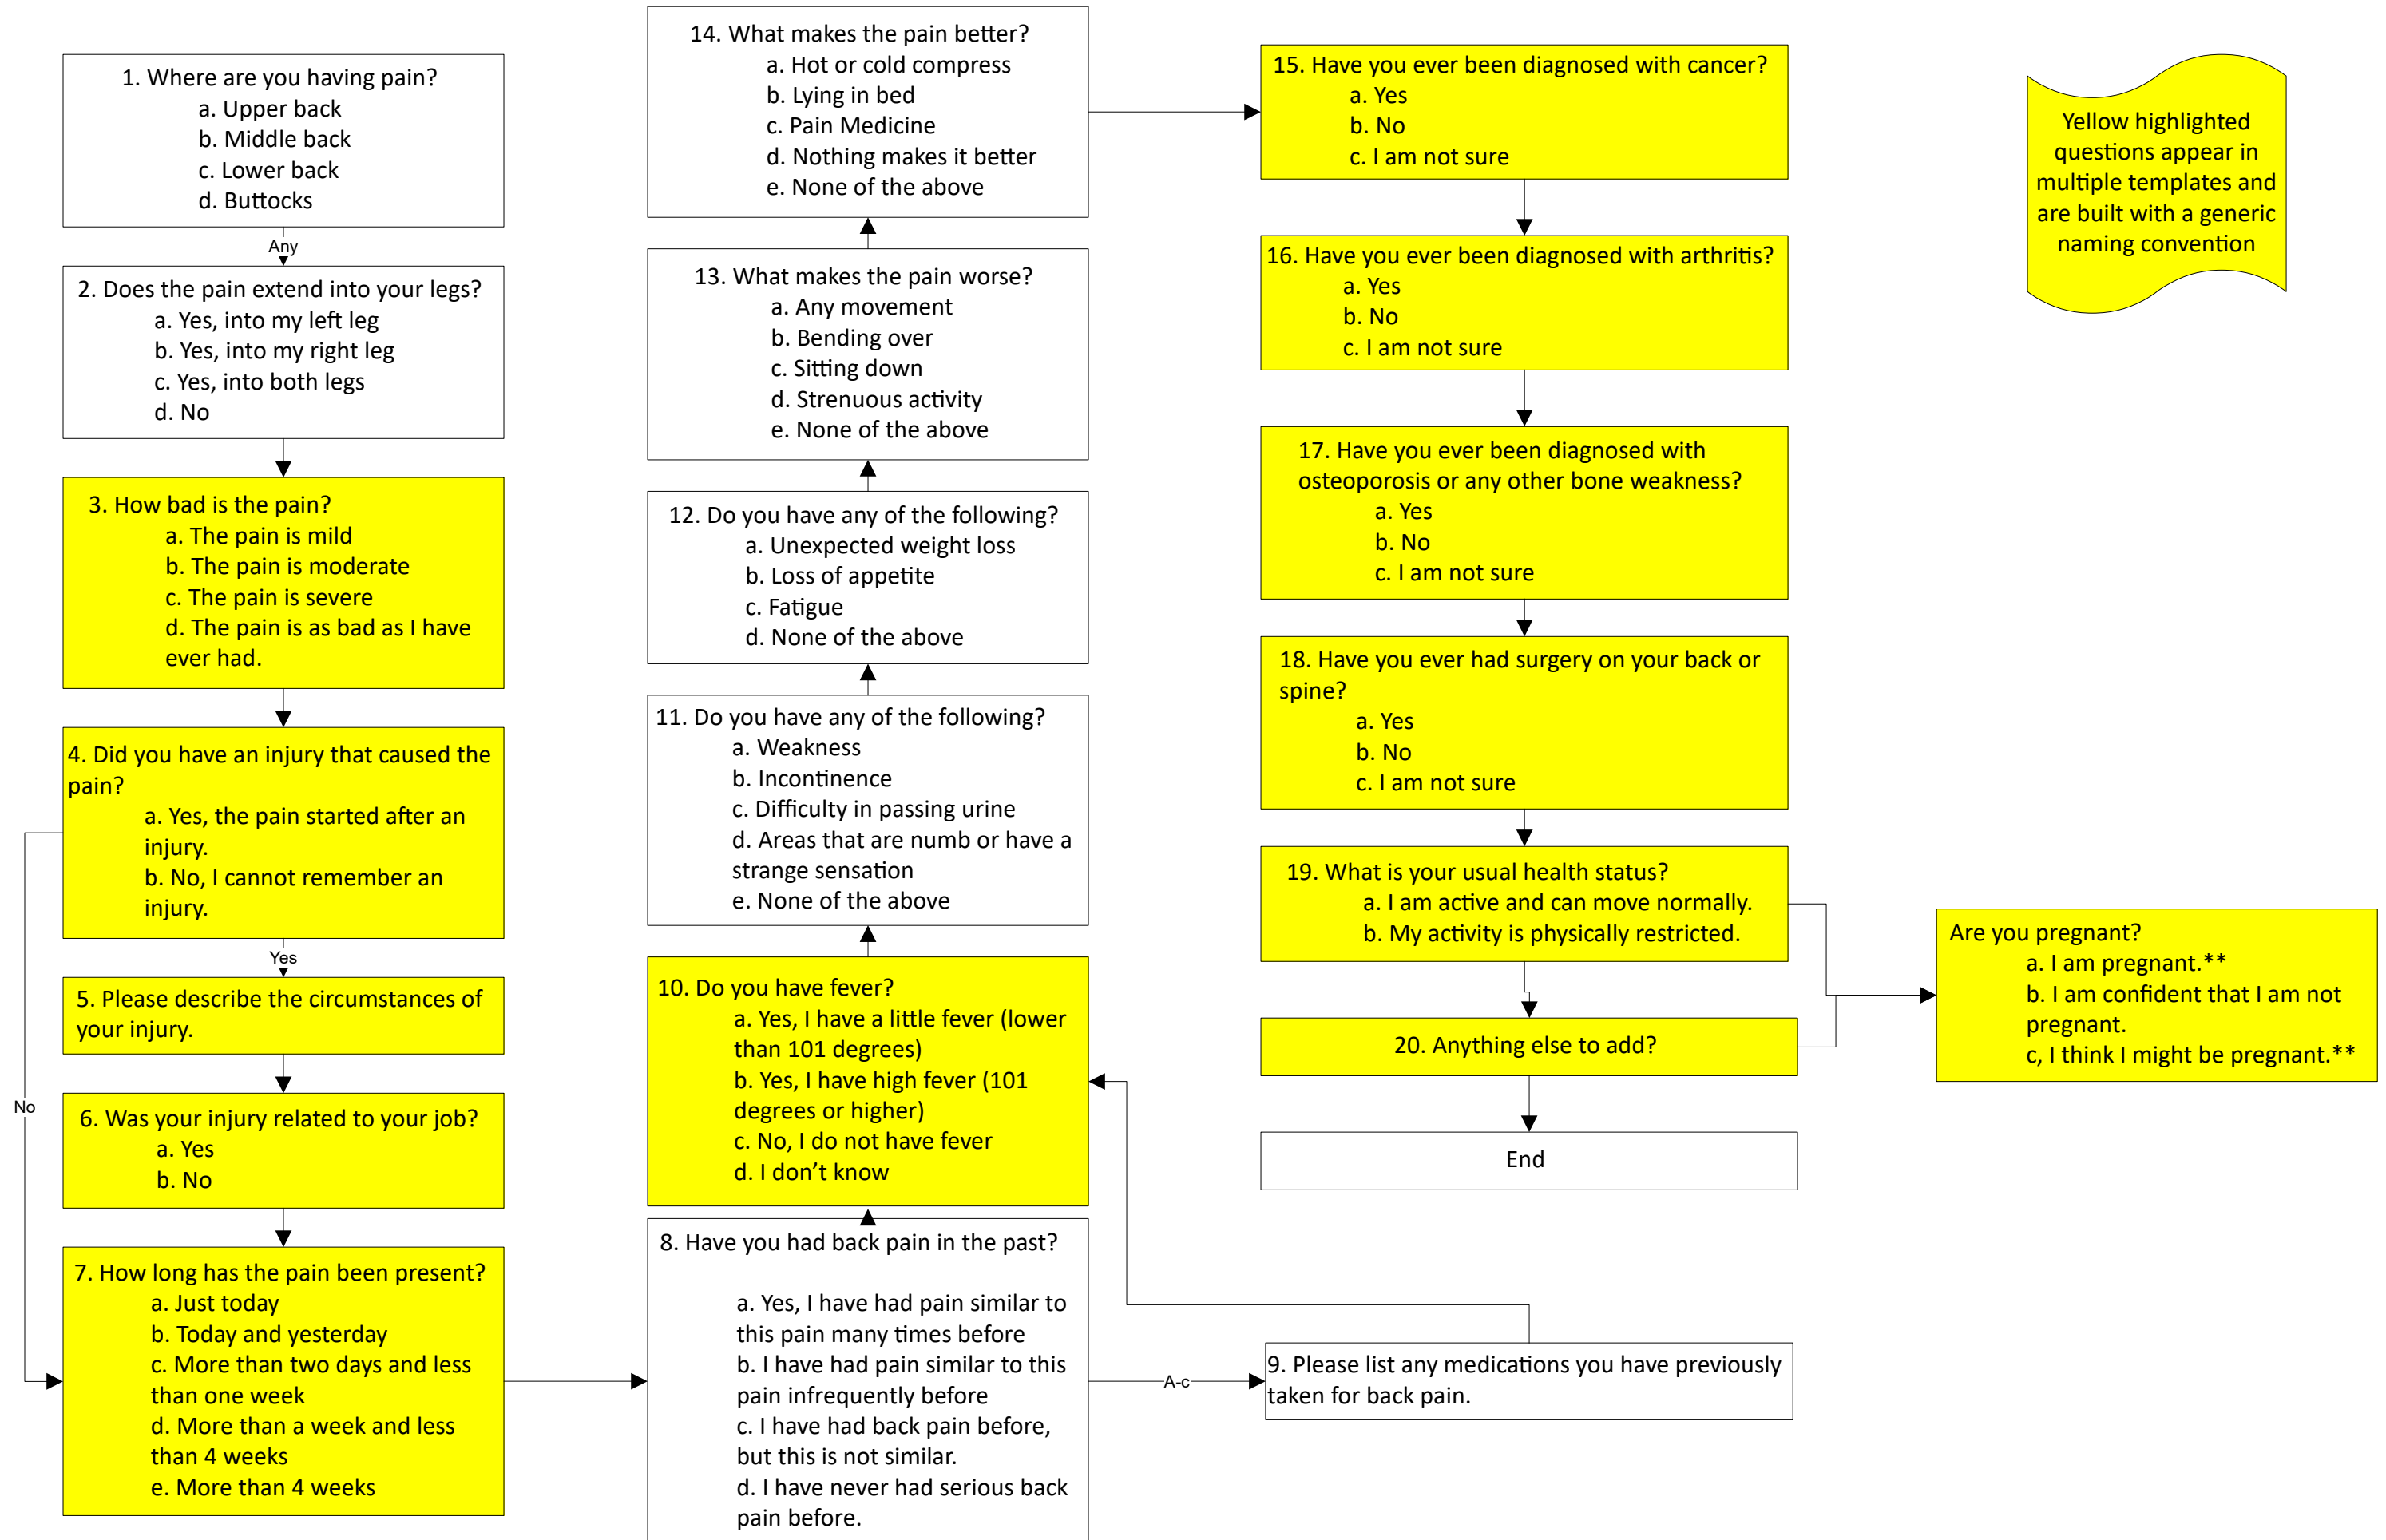 1. Where are you having pain?
a. Upper back
b. Middle back
c. Lower back
d. Buttocks
Any
2. Does the pain extend into your legs?
a. Yes, into my left leg
b. Yes, into my right leg
c. Yes, into both legs
d. No
3. How bad is the pain?
a. The pain is mild
b. The pain is moderate
c. The pain is severe
d. The pain is as bad as I have
ever had.
4. Did you have an injury that caused the
pain?
a. Yes, the pain started after an
injury.
b. No, I cannot remember an
injury.
Yes
No
5. Please describe the circumstances of
your injury.
6. Was your injury related to your job?
a. Yes
b. No
7. How long has the pain been present?
a. Just today
b. Today and yesterday
c. More than two days and less
than one week
d. More than a week and less
than 4 weeks
e. More than 4 weeks
8. Have you had back pain in the past?
a. Yes, I have had pain similar to
this pain many times before
b. I have had pain similar to this
pain infrequently before
c. I have had back pain before,
but this is not similar.
d. I have never had serious back
pain before.
A-c
9. Please list any medications you have previously
taken for back pain.
10. Do you have fever?
a. Yes, I have a little fever (lower
than 101 degrees)
b. Yes, I have high fever (101
degrees or higher)
c. No, I do not have fever
d. I don't know
11. Do you have any of the following?
a. Weakness
b. Incontinence
c. Difficulty in passing urine
d. Areas that are numb or have a
strange sensation
e. None of the above
12. Do you have any of the following?
a. Unexpected weight loss
b. Loss of appetite
c. Fatigue
d. None of the above
13. What makes the pain worse?
a. Any movement
b. Bending over
c. Sitting down
d. Strenuous activity
e. None of the above
14. What makes the pain better?
a. Hot or cold compress
b. Lying in bed
c. Pain Medicine
d. Nothing makes it better
e. None of the above
15. Have you ever been diagnosed with cancer?
a. Yes
b. No
c. I am not sure
16. Have you ever been diagnosed with arthritis?
a. Yes
b. No
c. I am not sure
17. Have you ever been diagnosed with
osteoporosis or any other bone weakness?
a. Yes
b. No
c. I am not sure
18. Have you ever had surgery on your back or
spine?
a. Yes
b. No
c. I am not sure
19. What is your usual health status?
a. I am active and can move normally.
b. My activity is physically restricted.
20. Anything else to add?
End
Are you pregnant?
a. I am pregnant.**
b. I am confident that I am not
pregnant.
c, I think I might be pregnant.**
Yellow highlighted
questions appear in
multiple templates and
are built with a generic
naming convention